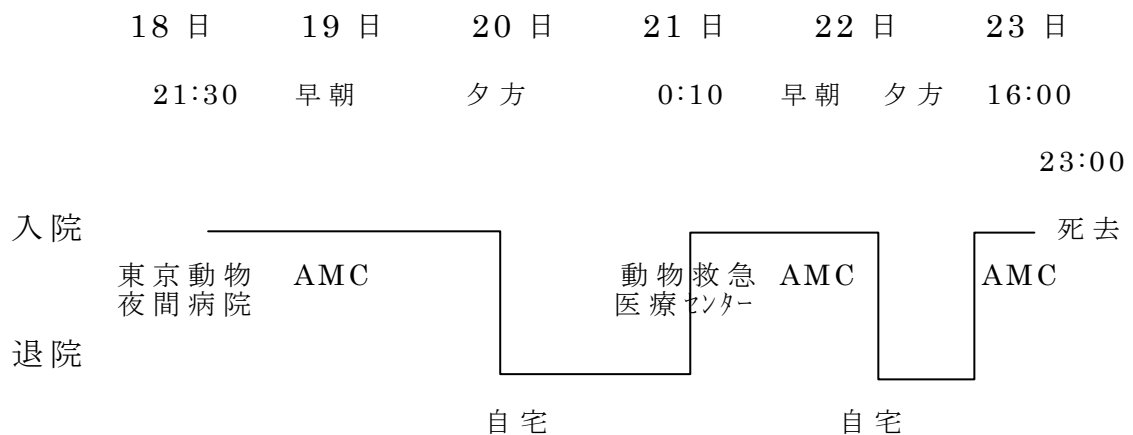 18日 19日 20日 21日 22日 23日
21:30 早朝 夕方 0:10 早朝 夕方 16:00
23:00
入院 死去
東京動物 AMC 動物救急 AMC AMC
夜間病院 医療センター
退院
自宅 自宅